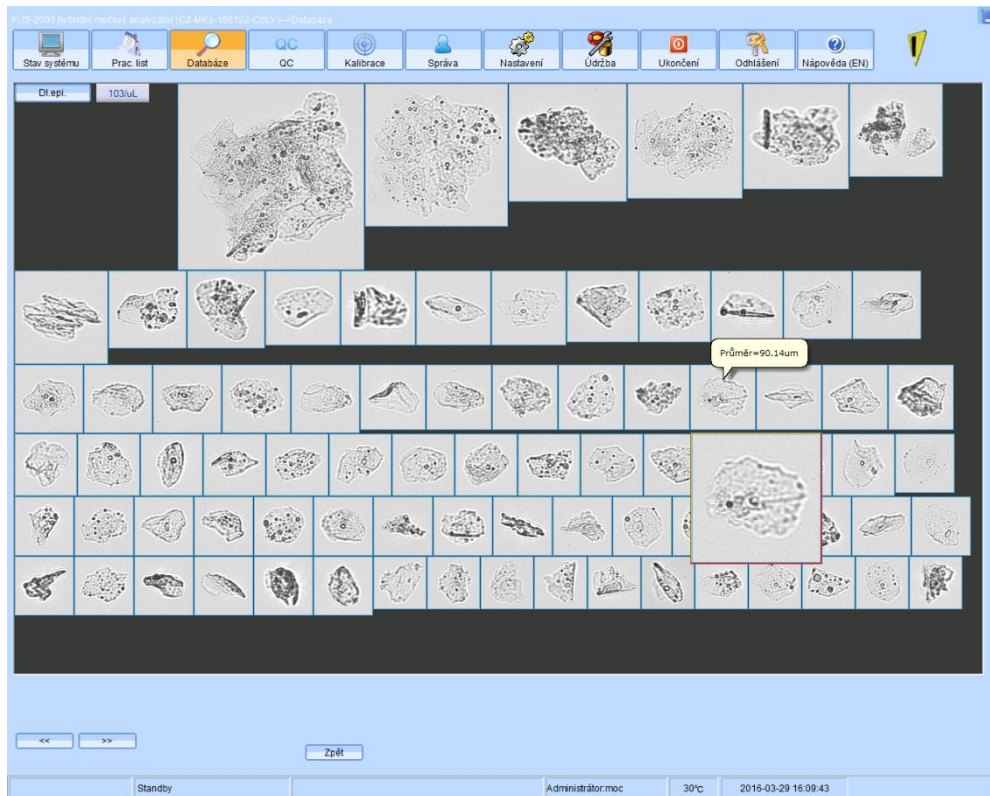 FUS-2000 hybridní močový analyzátor (CZ-MKo-150122-CSLV)-->Databáze
Stav systému
Prac. list
Databáze
QC
QC
Kalibrace
Správa
Nastavení
Údržba
Ukončení
Odhlášení
Nápověda (EN)
Dl.epi.
103/uL
Průměr=90.14um
<<
>>
Zpět
Standby
Administrátor.moc
30°C
2016-03-29 16:09:43